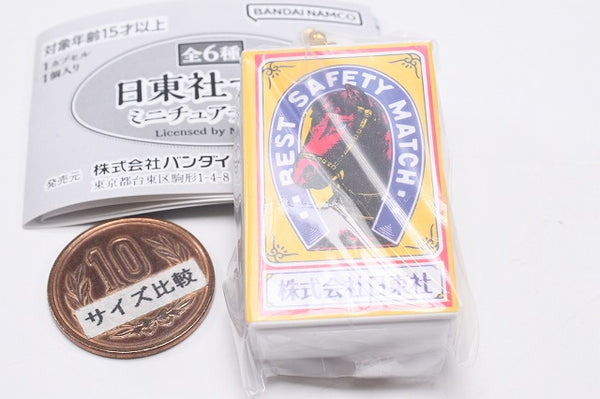 BANDAI NAMCO
対象年齢15才以上
1カプセル
1個入り
全6種
日東社
ミニチュア
Licensed by
発売元
株式会社バンダイ
東京都台東区駒形1-4-8
10
サイズ比較
BEST SAFETY MATCH
株式会社日東社